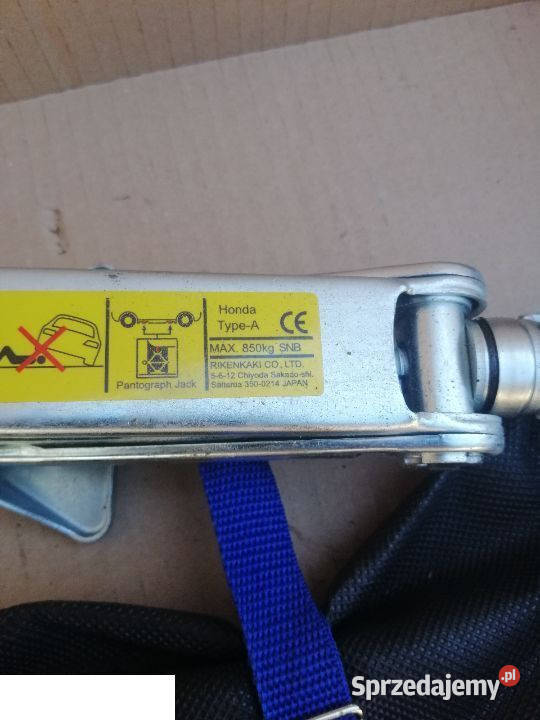 Honda
Type-A
CE
MAX. 850kg SNB
RIKENKAKI CO., LTD.
5-6-12 Chiyoda Sakado-shi,
Saitama 350-0214 JAPAN
Pantograph Jack
Sprzedajemy.pl